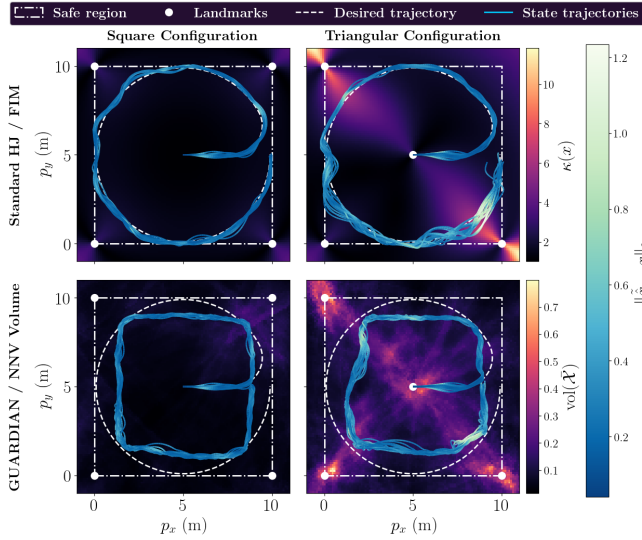 Safe region
Landmarks
Desired trajectory
State trajectories
Square Configuration
Triangular Configuration
Standard HJ / FIM
p_y (m)
10
5
0
10
8
6
4
2
κ(x)
GUARDIAN / NNV Volume
p_y (m)
10
5
0
0 5 10
p_x (m)
0 5 10
p_x (m)
0.7
0.6
0.5
0.4
0.3
0.2
0.1
vol(𝒳̃)
1.2
1.0
0.8
0.6
0.4
0.2